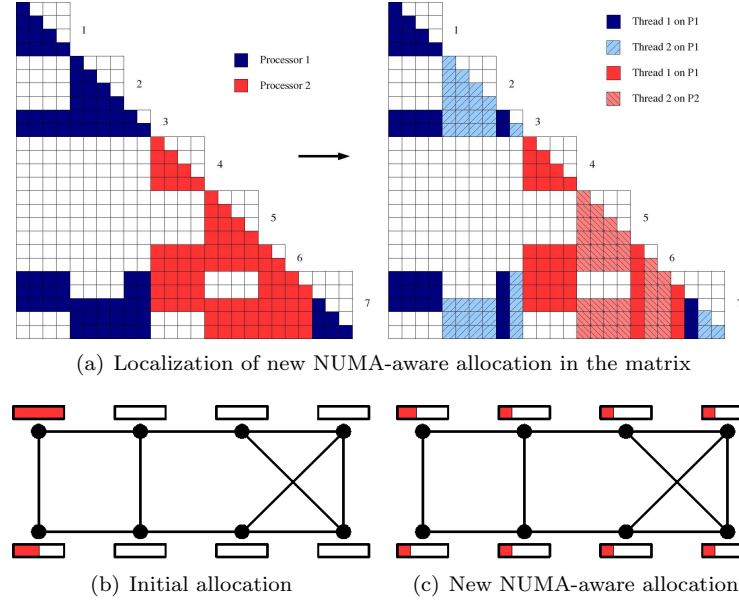 1
2
3
4
5
6
7
Processor 1
Processor 2
1
2
3
4
5
6
7
Thread 1 on P1
Thread 2 on P1
Thread 1 on P1
Thread 2 on P2
(a) Localization of new NUMA-aware allocation in the matrix
(b) Initial allocation
(c) New NUMA-aware allocation